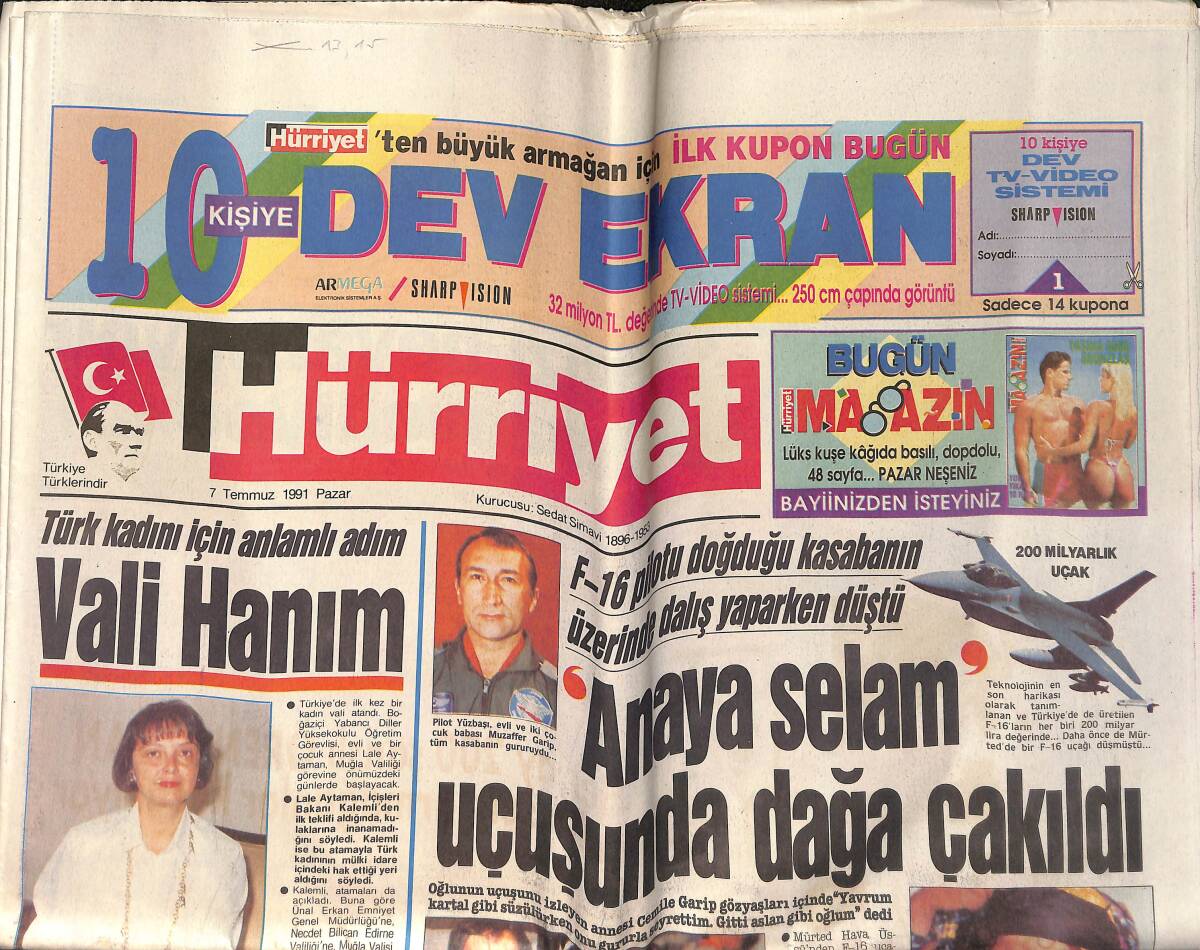 13, 15
Hürriyet 'ten büyük armağan için İLK KUPON BUGÜN
10 KİŞİYE DEV EKRAN
ARMEGA
ELEKTRONİK SİSTEMLER A.Ş.
SHARPVISION
32 milyon TL. değerinde TV-VİDEO sistemi... 250 cm çapında görüntü
10 kişiye
DEV
TV-VİDEO
SİSTEMİ
SHARPVISION
Adı:
Soyadı:
1
Sadece 14 kupona
Türkiye
Türklerindir
Hürriyet
7 Temmuz 1991 Pazar
Kurucusu: Sedat Simavi 1896-1953
BUGÜN
Hürriyet
MAGAZİN
Lüks kuşe kâğıda basılı, dopdolu,
48 sayfa... PAZAR NEŞENİZ
BAYİİNİZDEN İSTEYİNİZ
MAGAZİN
Türk kadını için anlamlı adım
Vali Hanım
● Türkiye'de ilk kez bir
kadın vali atandı. Bo-
ğaziçi Yabancı Diller
Yüksekokulu Öğretim
Görevlisi, evli ve bir
çocuk annesi Lale Ay-
taman, Muğla Valiliği
görevine önümüzdeki
günlerde başlayacak.
● Lale Aytaman, İçişleri
Bakanı Kalemli'den
ilk teklifi aldığında, ku-
laklarına inanamadı-
ğını söyledi. Kalemli
ise bu atamayla Türk
kadınının mülki idare
içindeki hak ettiği yeri
aldığını söyledi.
● Kalemli, atamaları da
açıkladı. Buna göre
Ünal Erkan Emniyet
Genel Müdürlüğü'ne,
Necdet Bilican Edirne
Valiliği'ne, Muğla Valisi
Pilot Yüzbaşı, evli ve iki ço-
cuk babası Muzaffer Garip,
tüm kasabanın gururuydu...
F-16 pilotu doğduğu kasabanın
üzerinde dalış yaparken düştü
'Anaya selam'
uçuşunda dağa çakıldı
200 MİLYARLIK
UÇAK
Teknolojinin en
son harikası
olarak tanım-
lanan ve Türkiye'de de üretilen
F-16'ların her biri 200 milyar
lira değerinde... Daha önce de Mür-
ted'de bir F-16 uçağı düşmüştü...
Oğlunun uçuşunu izleyen annesi Cemile Garip gözyaşları içinde "Yavrum
kartal gibi süzülürken onu gururla seyrettim. Gitti aslan gibi oğlum" dedi
● Mürted Hava Üs-
sü'nden F-16 uça-